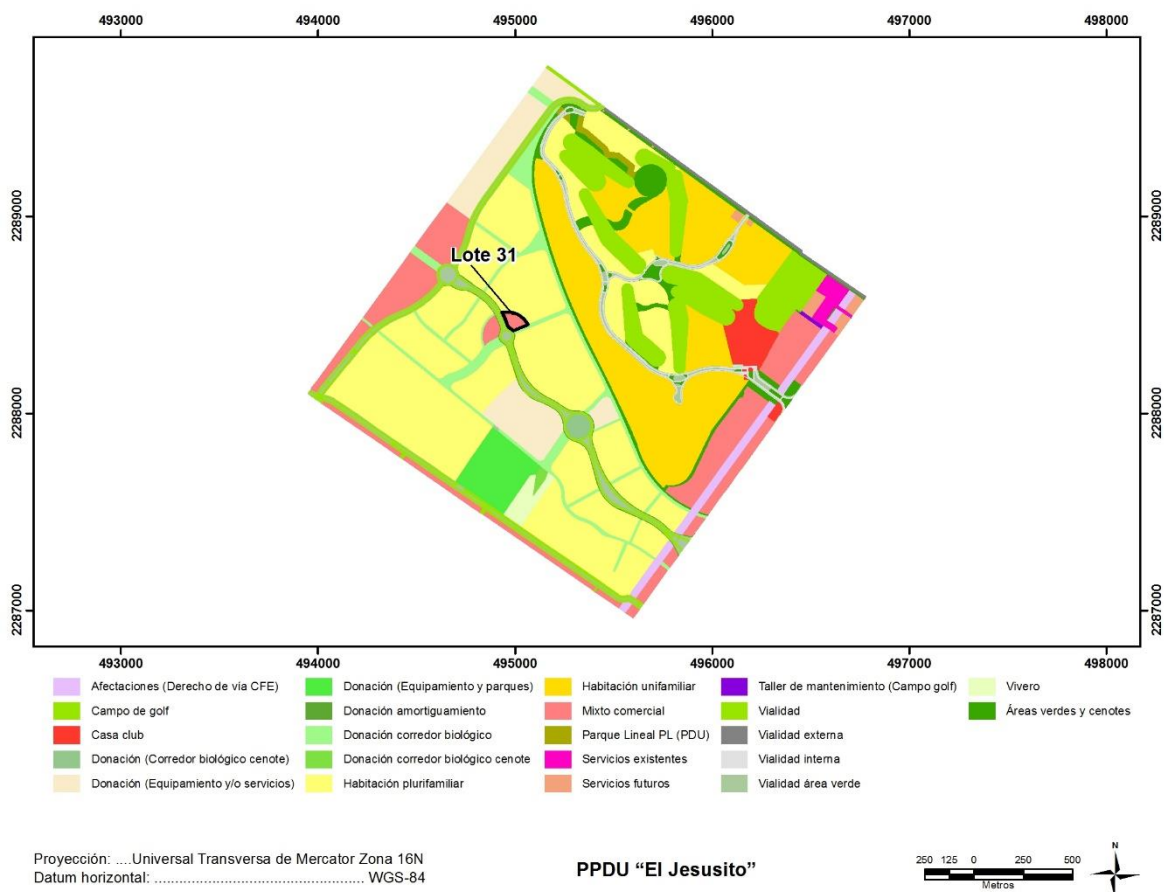 493000 494000 495000 496000 497000 498000
2289000 2289000
Lote 31
2288000 2288000
2287000 2287000
493000 494000 495000 496000 497000 498000
Afectaciones (Derecho de vía CFE)
Campo de golf
Casa club
Donación (Corredor biológico cenote)
Donación (Equipamiento y/o servicios)
Donación (Equipamiento y parques)
Donación amortiguamiento
Donación corredor biológico
Donación corredor biológico cenote
Habitación plurifamiliar
Habitación unifamiliar
Mixto comercial
Parque Lineal PL (PDU)
Servicios existentes
Servicios futuros
Taller de mantenimiento (Campo golf)
Vialidad
Vialidad externa
Vialidad interna
Vialidad área verde
Vivero
Áreas verdes y cenotes
Proyección: ....Universal Transversa de Mercator Zona 16N
Datum horizontal: ................................................ WGS-84
PPDU “El Jesusito”
250 125 0 250 500
Metros
N